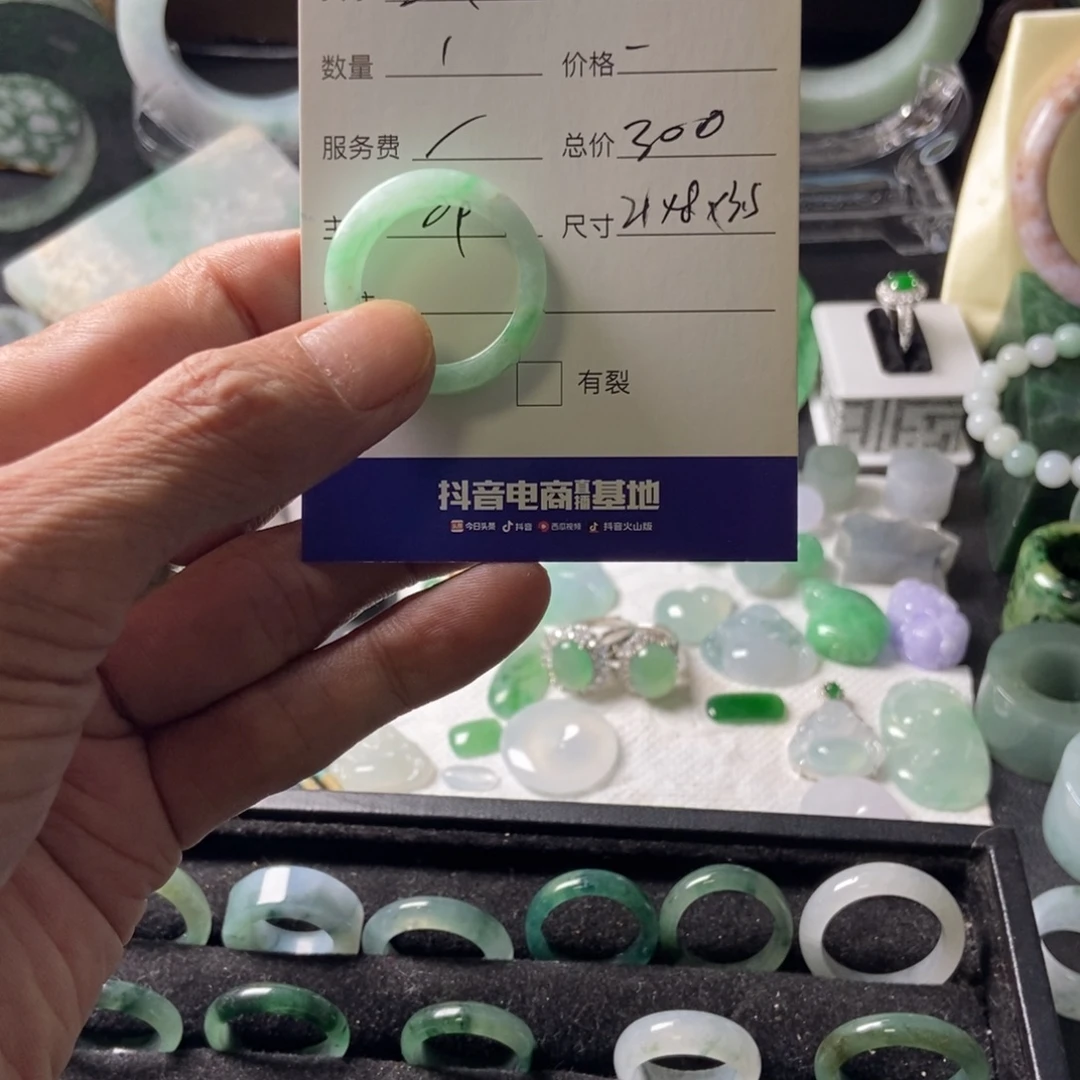 数量 1 价格 -
服务费 / 总价 300
主 尺寸 21x8x3.5
有裂
抖音电商直播基地
今日头条 抖音 西瓜视频 抖音火山版